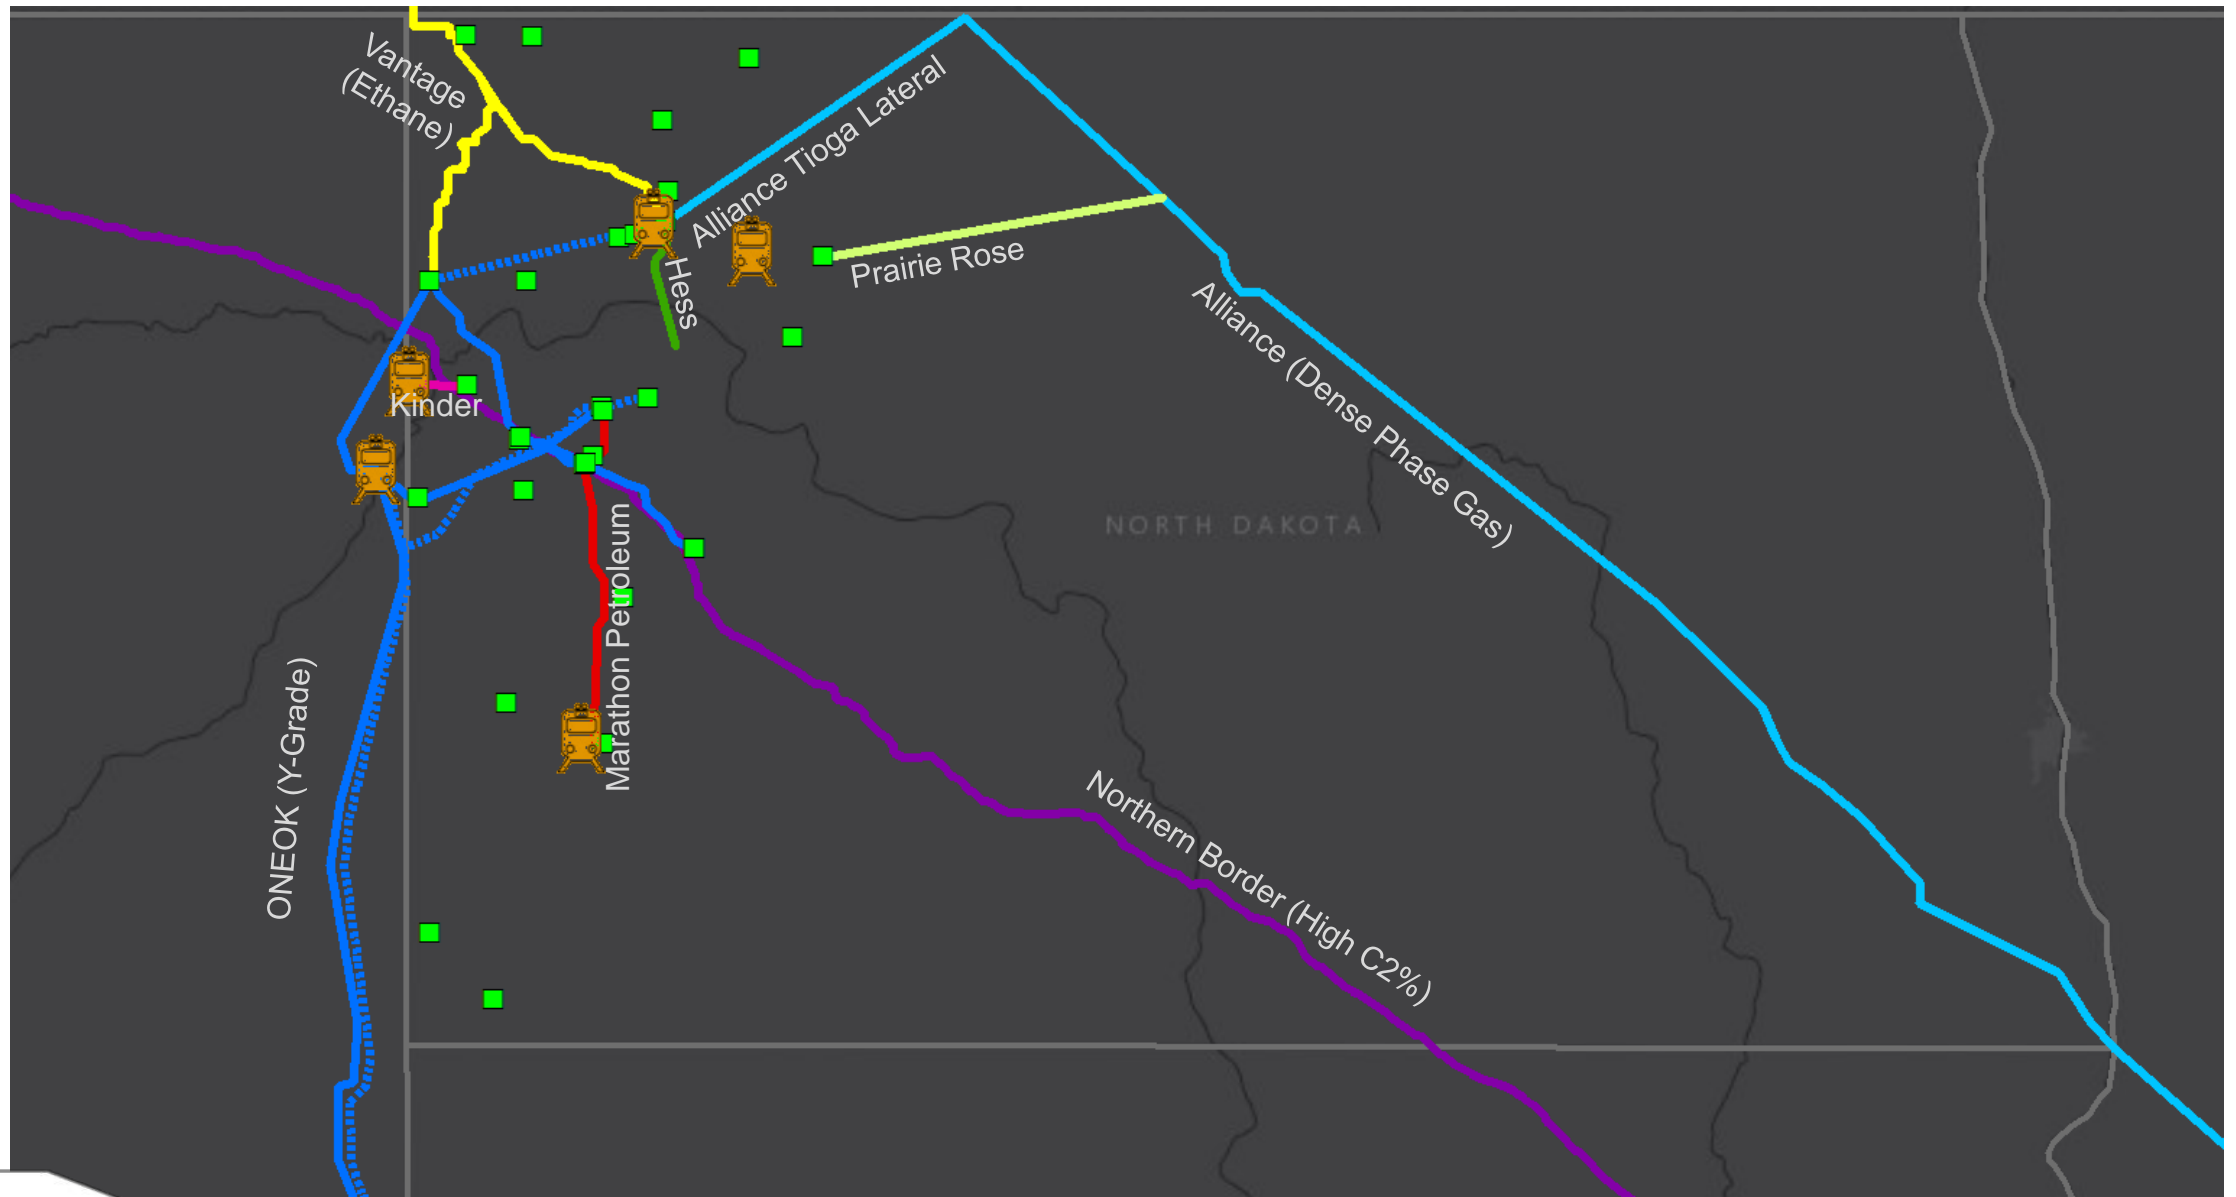 Vantage
(Ethane)
Alliance Tioga Lateral
Prairie Rose
Hess
Alliance (Dense Phase Gas)
Kinder
NORTH DAKOTA
Marathon Petroleum
ONEOK (Y-Grade)
Northern Border (High C2%)